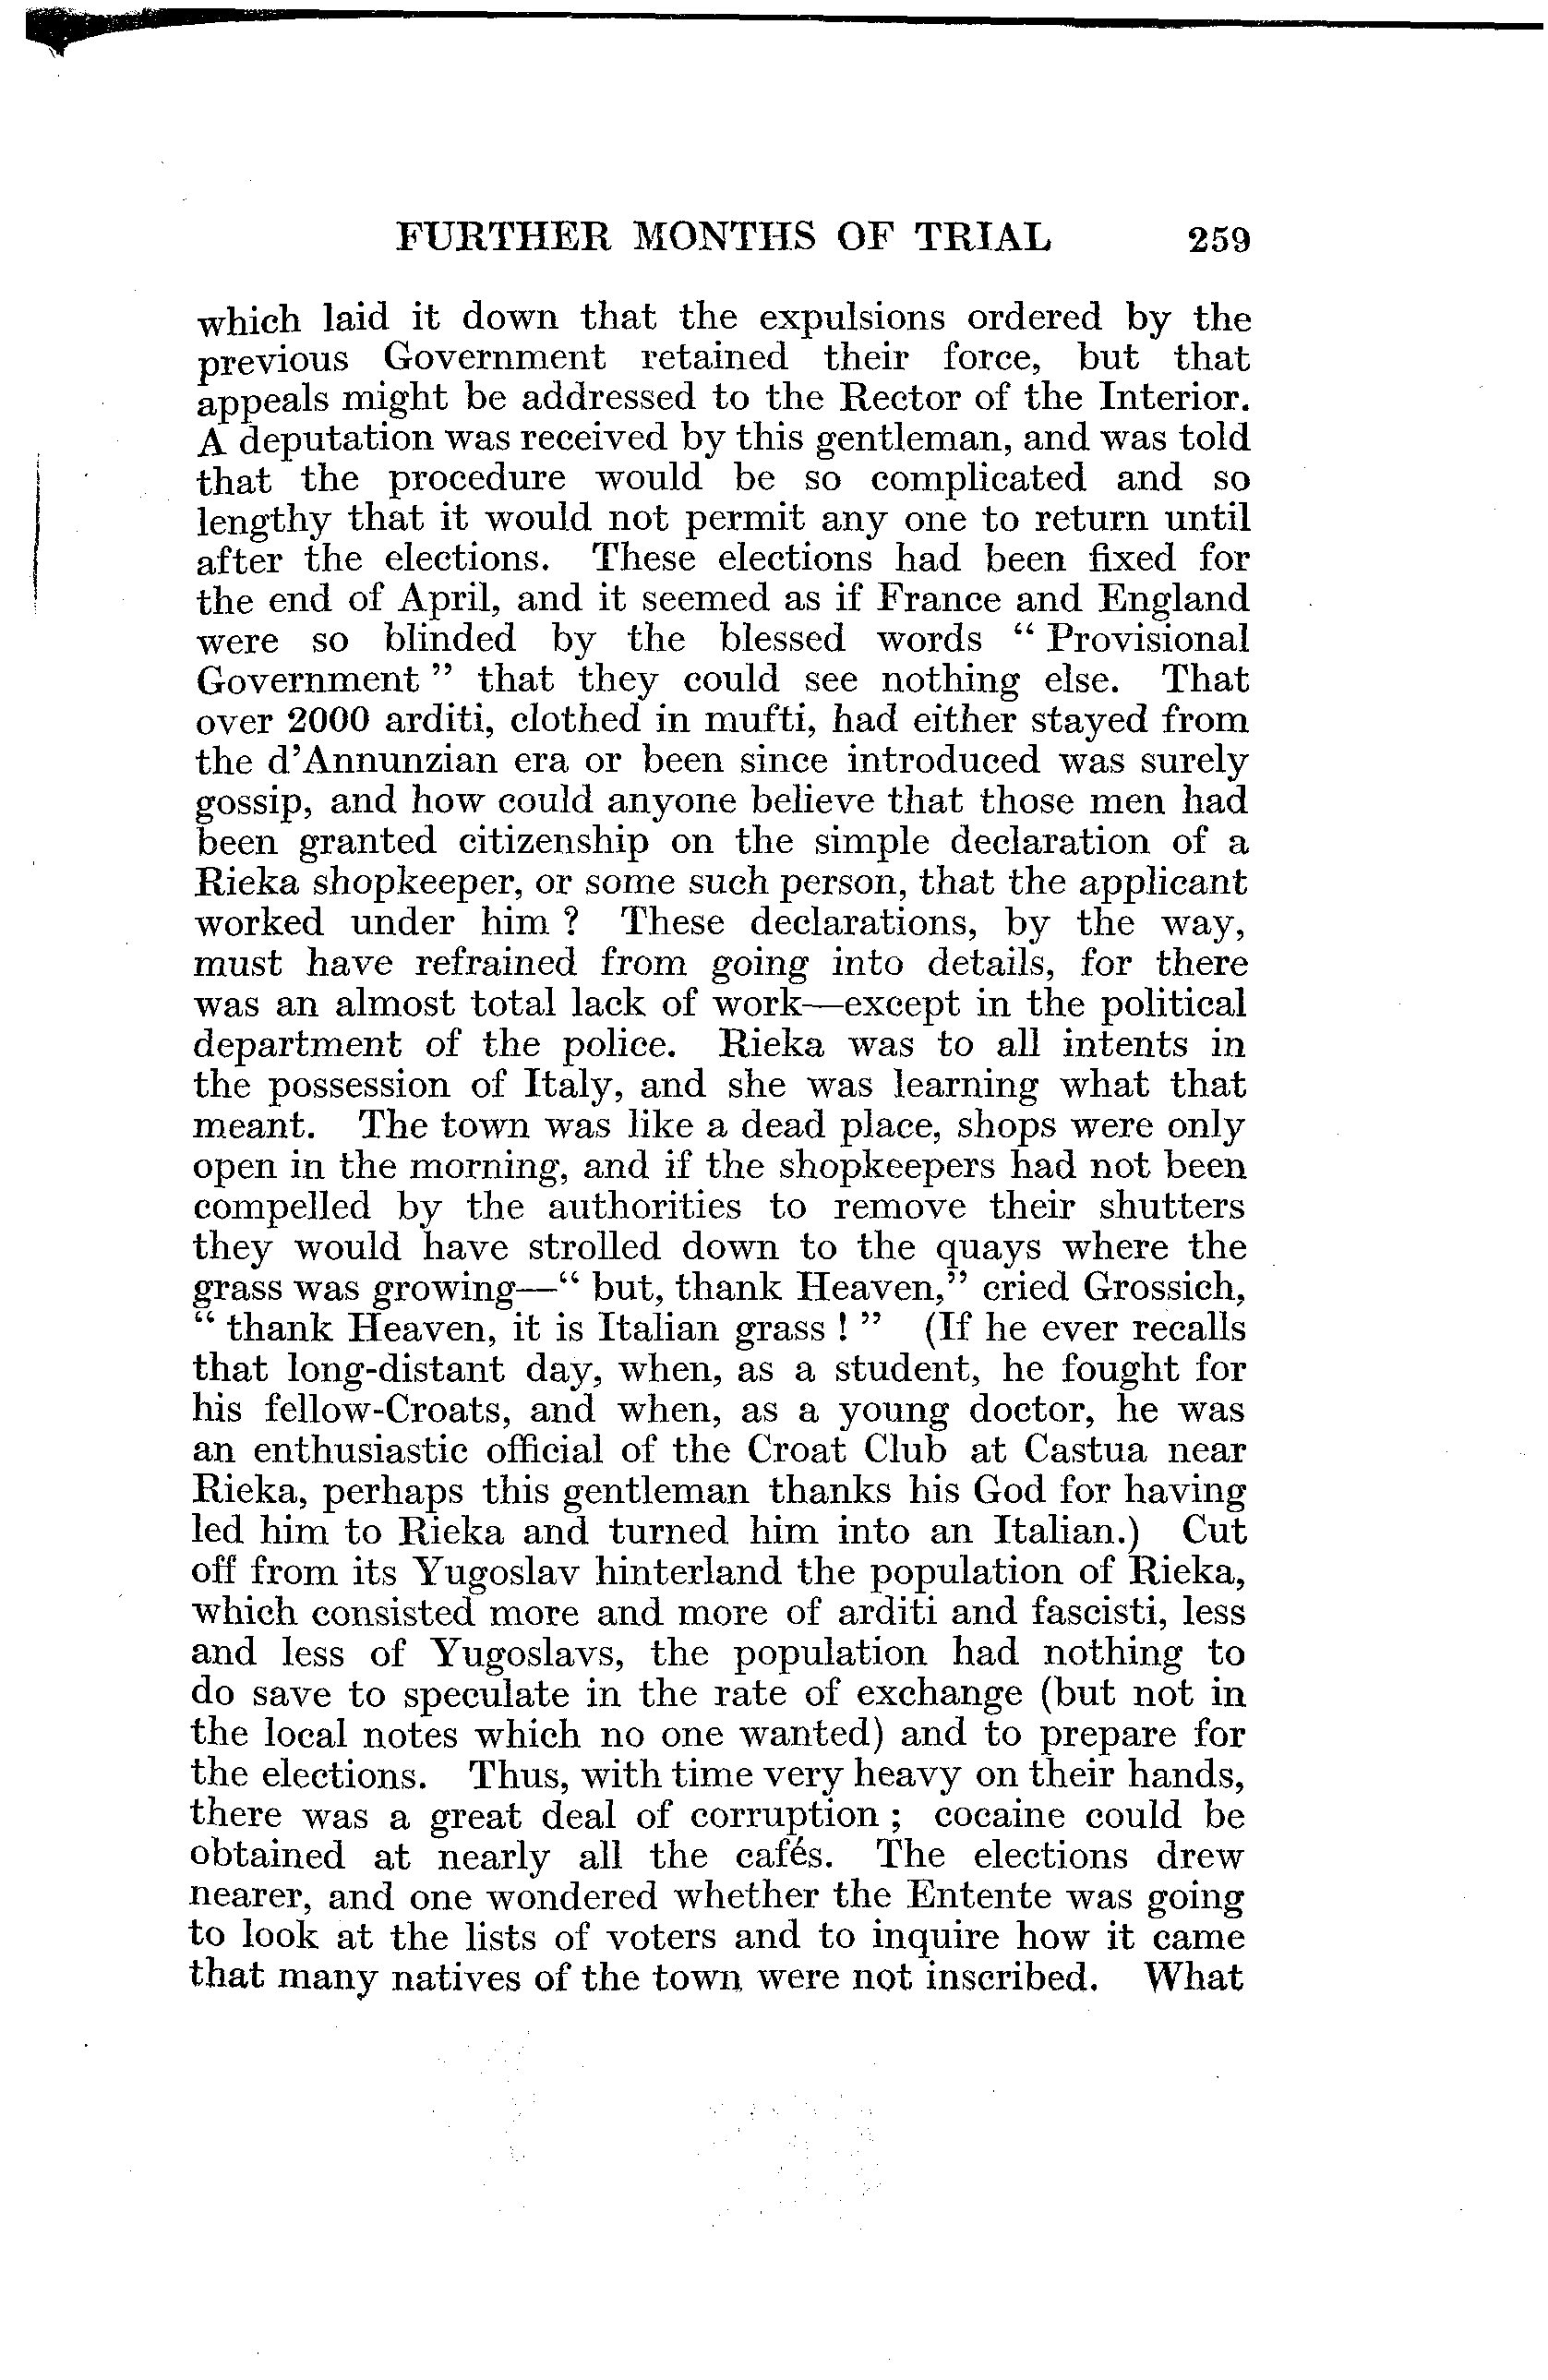 FURTHER MONTHS OF TRIAL 259
which laid it down that the expulsions ordered by the
previous Government retained their force, but that
appeals might be addressed to the Rector of the Interior.
A deputation was received by this gentleman, and was told
that the procedure would be so complicated and so
lengthy that it would not permit any one to return until
after the elections. These elections had been fixed for
the end of April, and it seemed as if France and England
were so blinded by the blessed words “ Provisional
Government ” that they could see nothing else. That
over 2000 arditi, clothed in mufti, had either stayed from
the d’Annunzian era or been since introduced was surely
gossip, and how could anyone believe that those men had
been granted citizenship on the simple declaration of a
Rieka shopkeeper, or some such person, that the applicant
worked under him ? These declarations, by the way,
must have refrained from going into details, for there
was an almost total lack of work—except in the political
department of the police. Rieka was to all intents in
the possession of Italy, and she was learning what that
meant. The town was like a dead place, shops were only
open in the morning, and if the shopkeepers had not been
compelled by the authorities to remove their shutters
they would have strolled down to the quays where the
grass was growing—“ but, thank Heaven,” cried Grossich,
“ thank Heaven, it is Italian grass ! ” (If he ever recalls
that long-distant day, when, as a student, he fought for
his fellow-Croats, and when, as a young doctor, he was
an enthusiastic official of the Croat Club at Castua near
Rieka, perhaps this gentleman thanks his God for having
led him to Rieka and turned him into an Italian.) Cut
off from its Yugoslav hinterland the population of Rieka,
which consisted more and more of arditi and fascisti, less
and less of Yugoslavs, the population had nothing to
do save to speculate in the rate of exchange (but not in
the local notes which no one wanted) and to prepare for
the elections. Thus, with time very heavy on their hands,
there was a great deal of corruption ; cocaine could be
obtained at nearly all the cafés. The elections drew
nearer, and one wondered whether the Entente was going
to look at the lists of voters and to inquire how it came
that many natives of the town were not inscribed. What